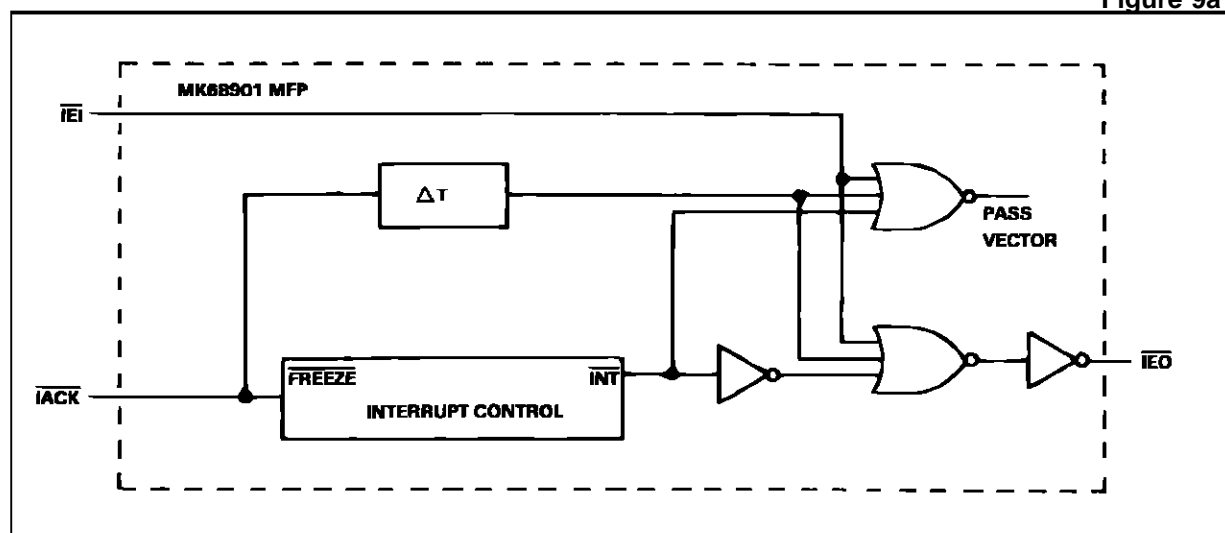 Figure 9a
MK68901 MFP
IEI
ΔT
PASS
VECTOR
FREEZE
INT
IEO
IACK
INTERRUPT CONTROL